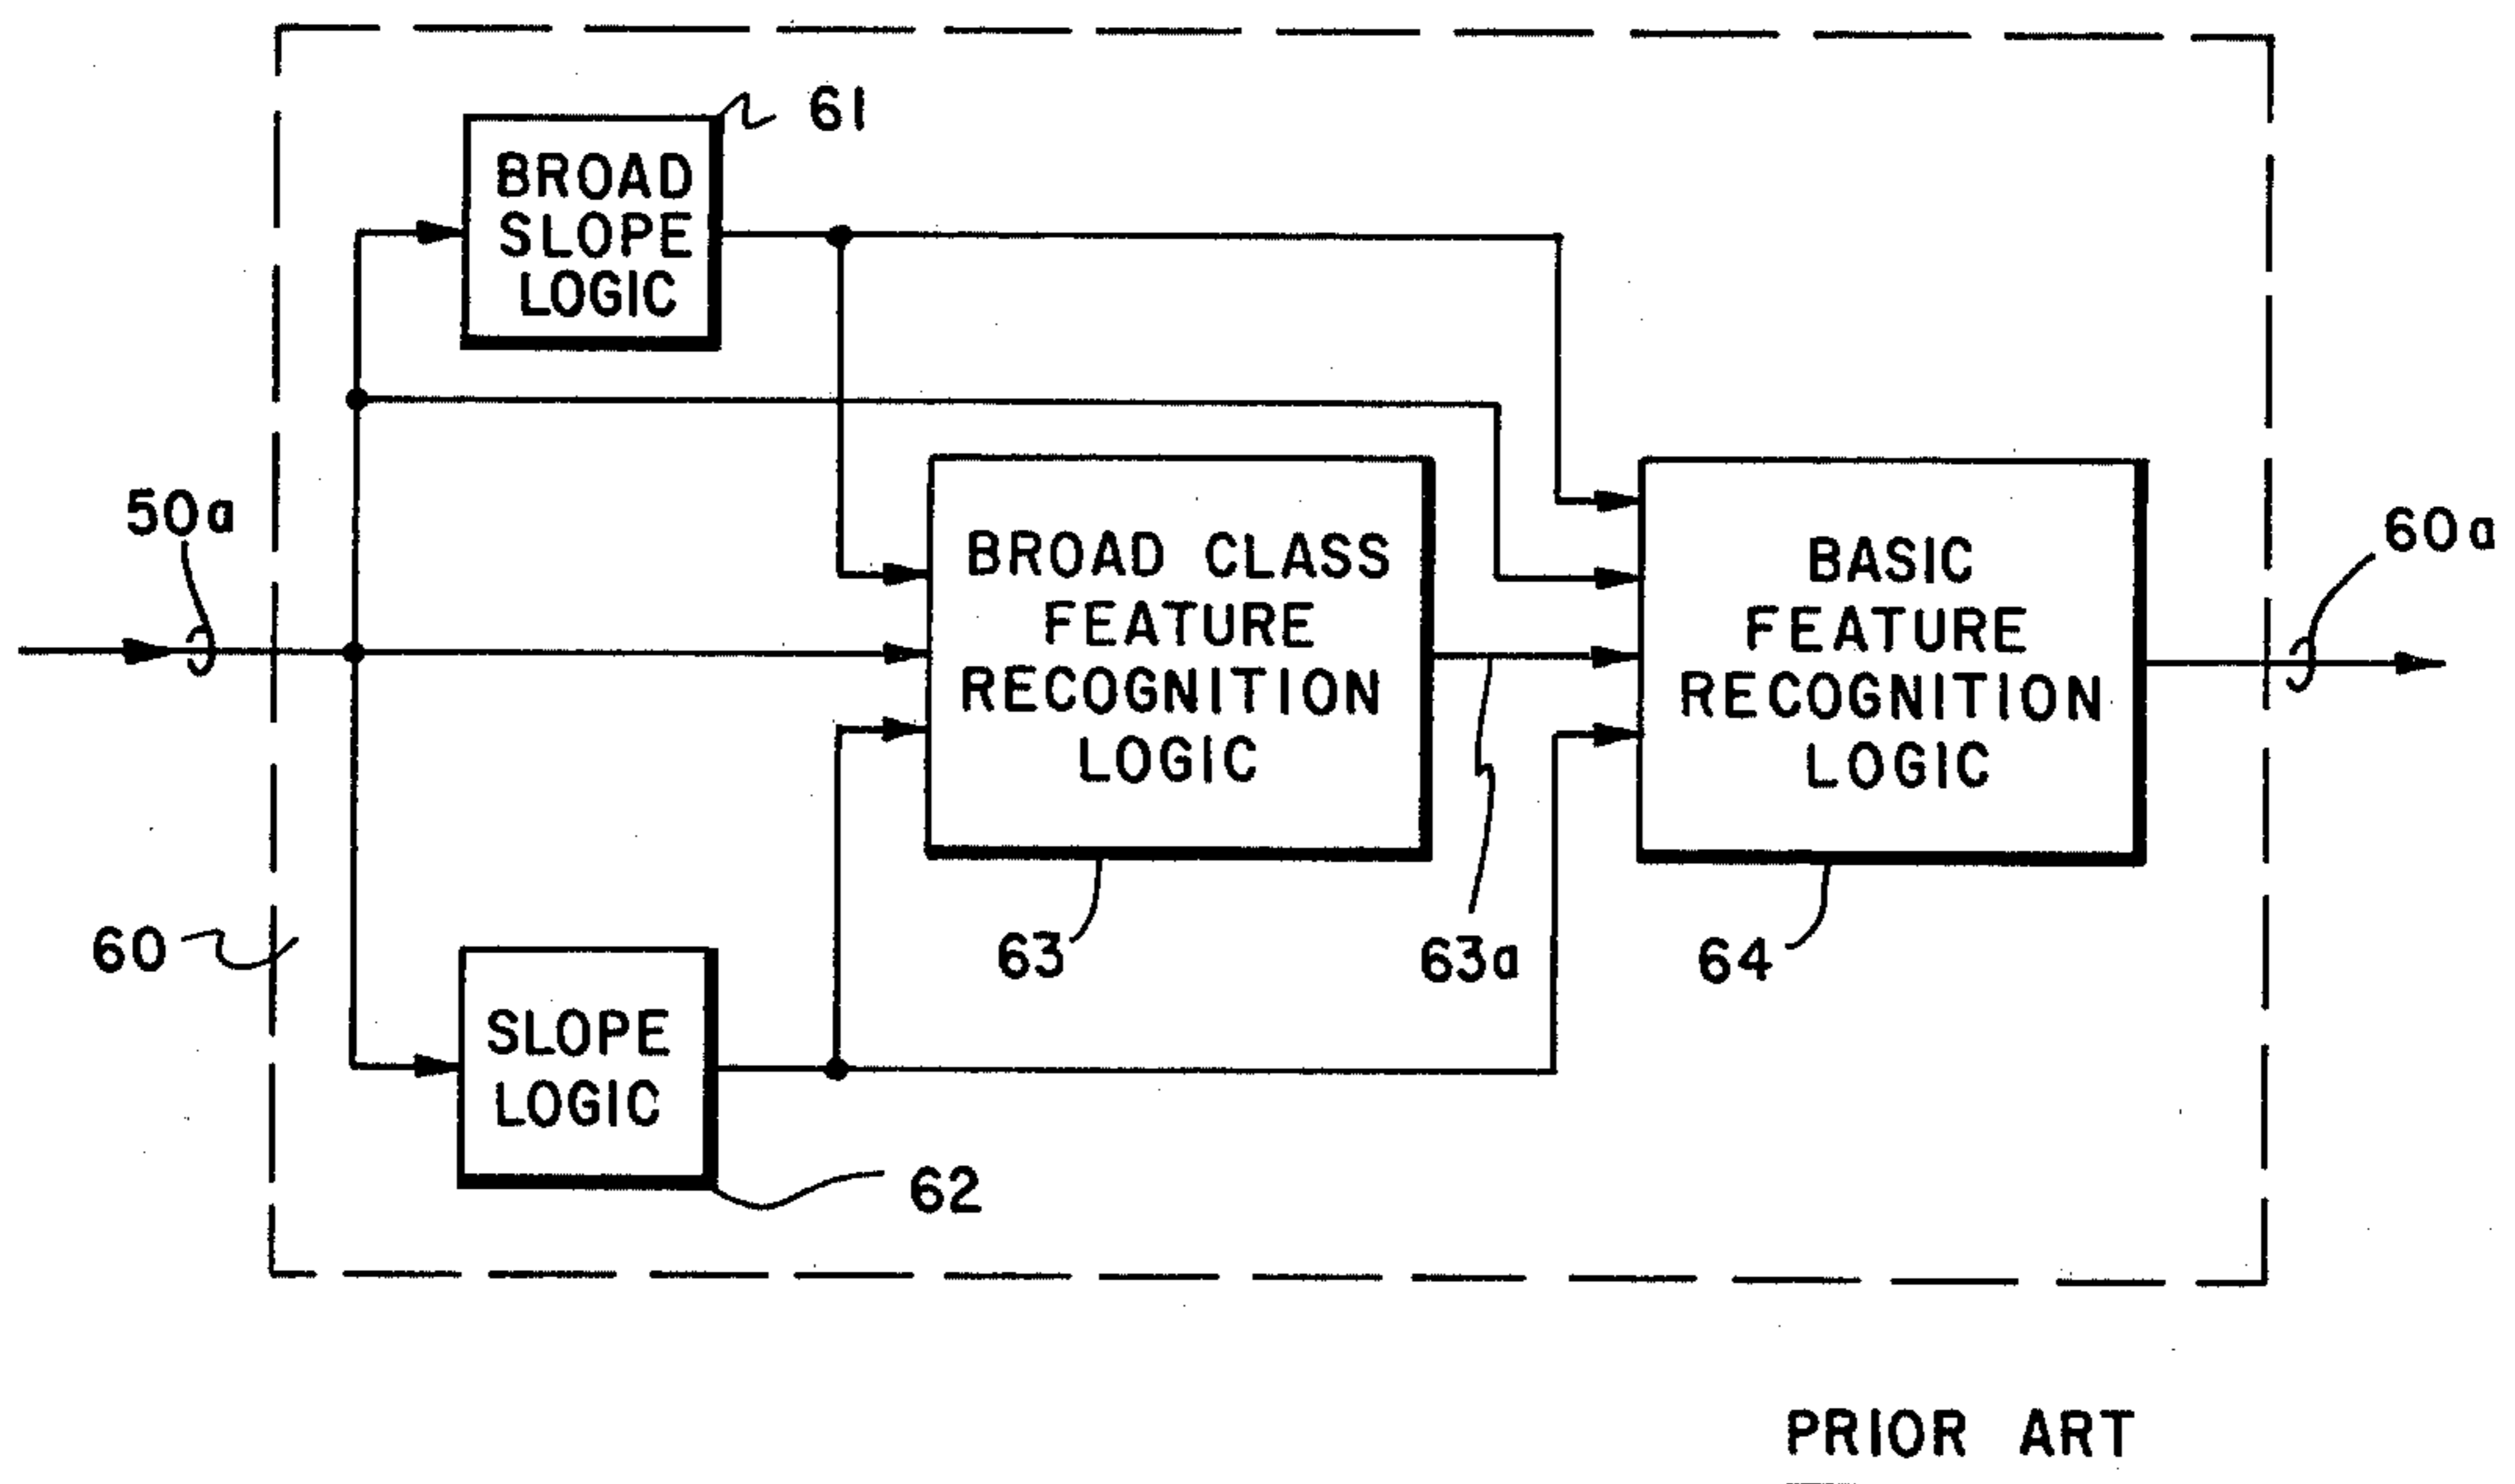 61
BROAD
SLOPE
LOGIC
50a
60a
BROAD CLASS
FEATURE
RECOGNITION
LOGIC
BASIC
FEATURE
RECOGNITION
LOGIC
60
63
63a
64
SLOPE
LOGIC
62
PRIOR ART